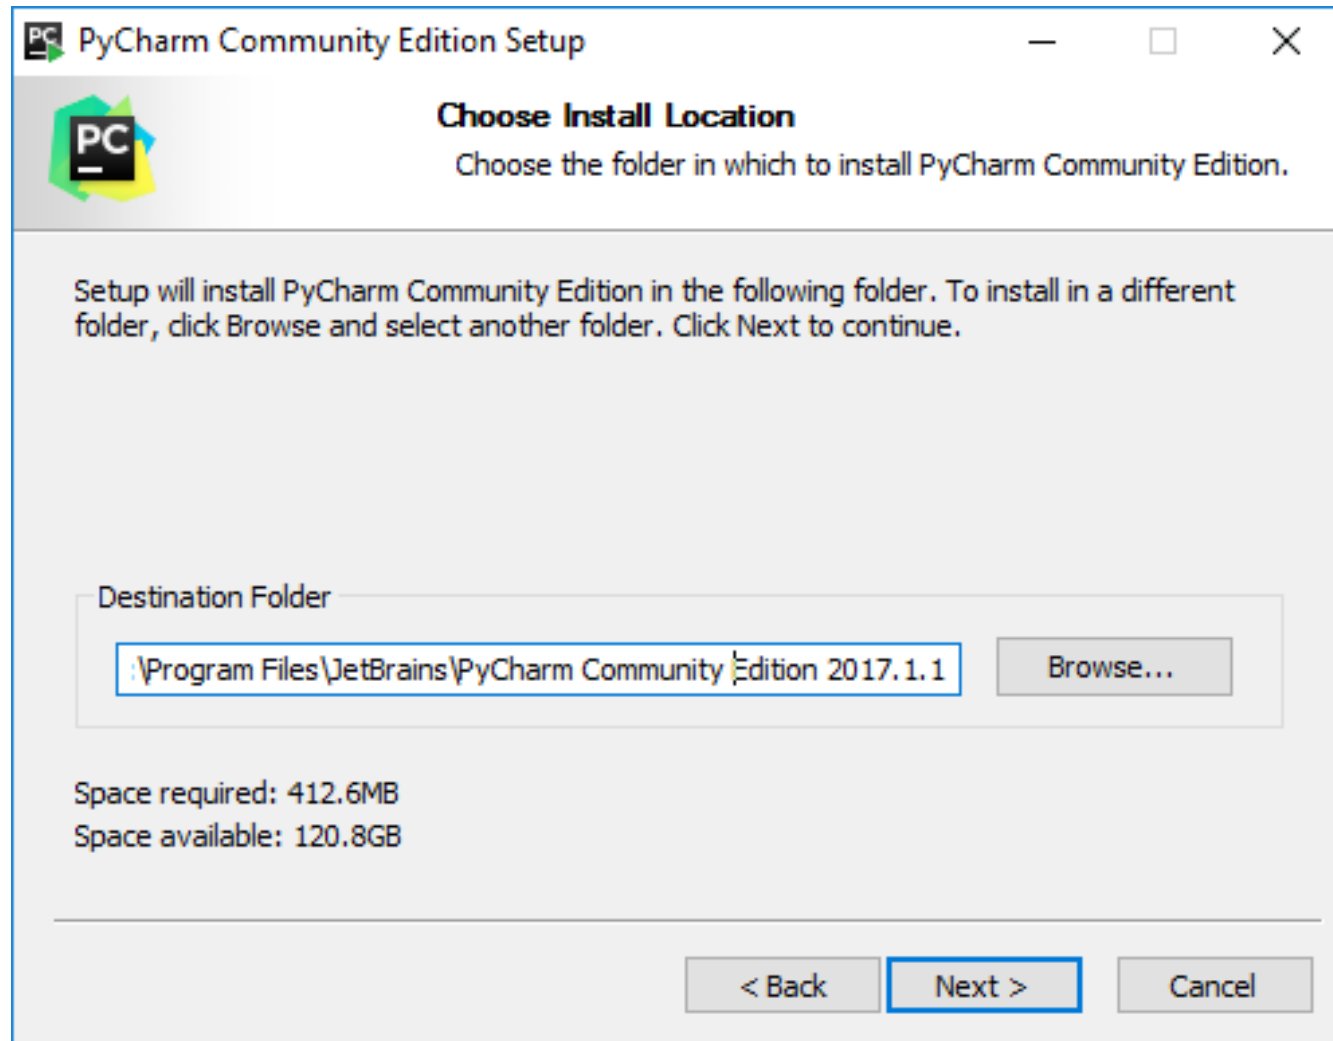 PyCharm Community Edition Setup
PC
Choose Install Location
Choose the folder in which to install PyCharm Community Edition.
Setup will install PyCharm Community Edition in the following folder. To install in a different
folder, click Browse and select another folder. Click Next to continue.
Destination Folder
:\Program Files\JetBrains\PyCharm Community Edition 2017.1.1
Browse...
Space required: 412.6MB
Space available: 120.8GB
< Back
Next >
Cancel